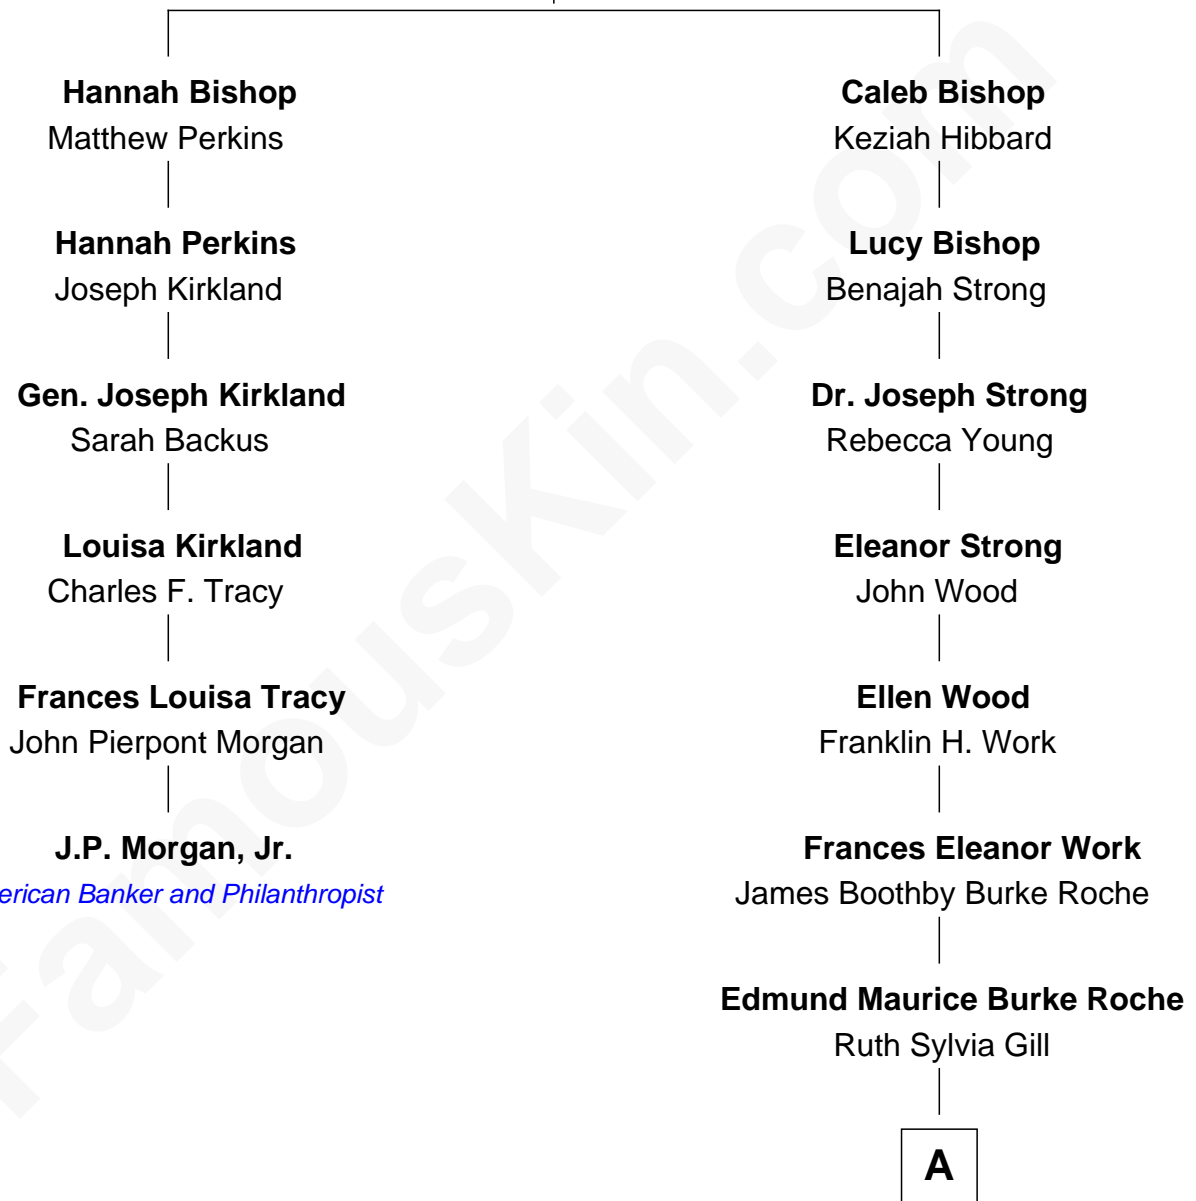 Hannah Bishop
Matthew Perkins
Hannah Perkins
Joseph Kirkland
Gen. Joseph Kirkland
Sarah Backus
Louisa Kirkland
Charles F. Tracy
Frances Louisa Tracy
John Pierpont Morgan
J.P. Morgan, Jr.
erican Banker and Philanthropist
Caleb Bishop
Keziah Hibbard
Lucy Bishop
Benajah Strong
Dr. Joseph Strong
Rebecca Young
Eleanor Strong
John Wood
Ellen Wood
Franklin H. Work
Frances Eleanor Work
James Boothby Burke Roche
Edmund Maurice Burke Roche
Ruth Sylvia Gill
A
FamousKin.com